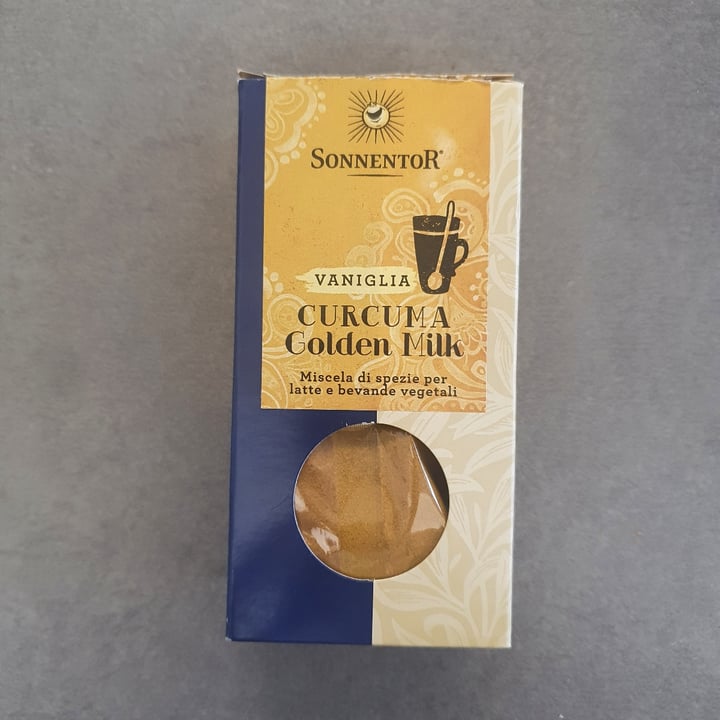 SONNENTOR®
VANIGLIA
CURCUMA
Golden Milk
Miscela di spezie per
latte e bevande vegetali